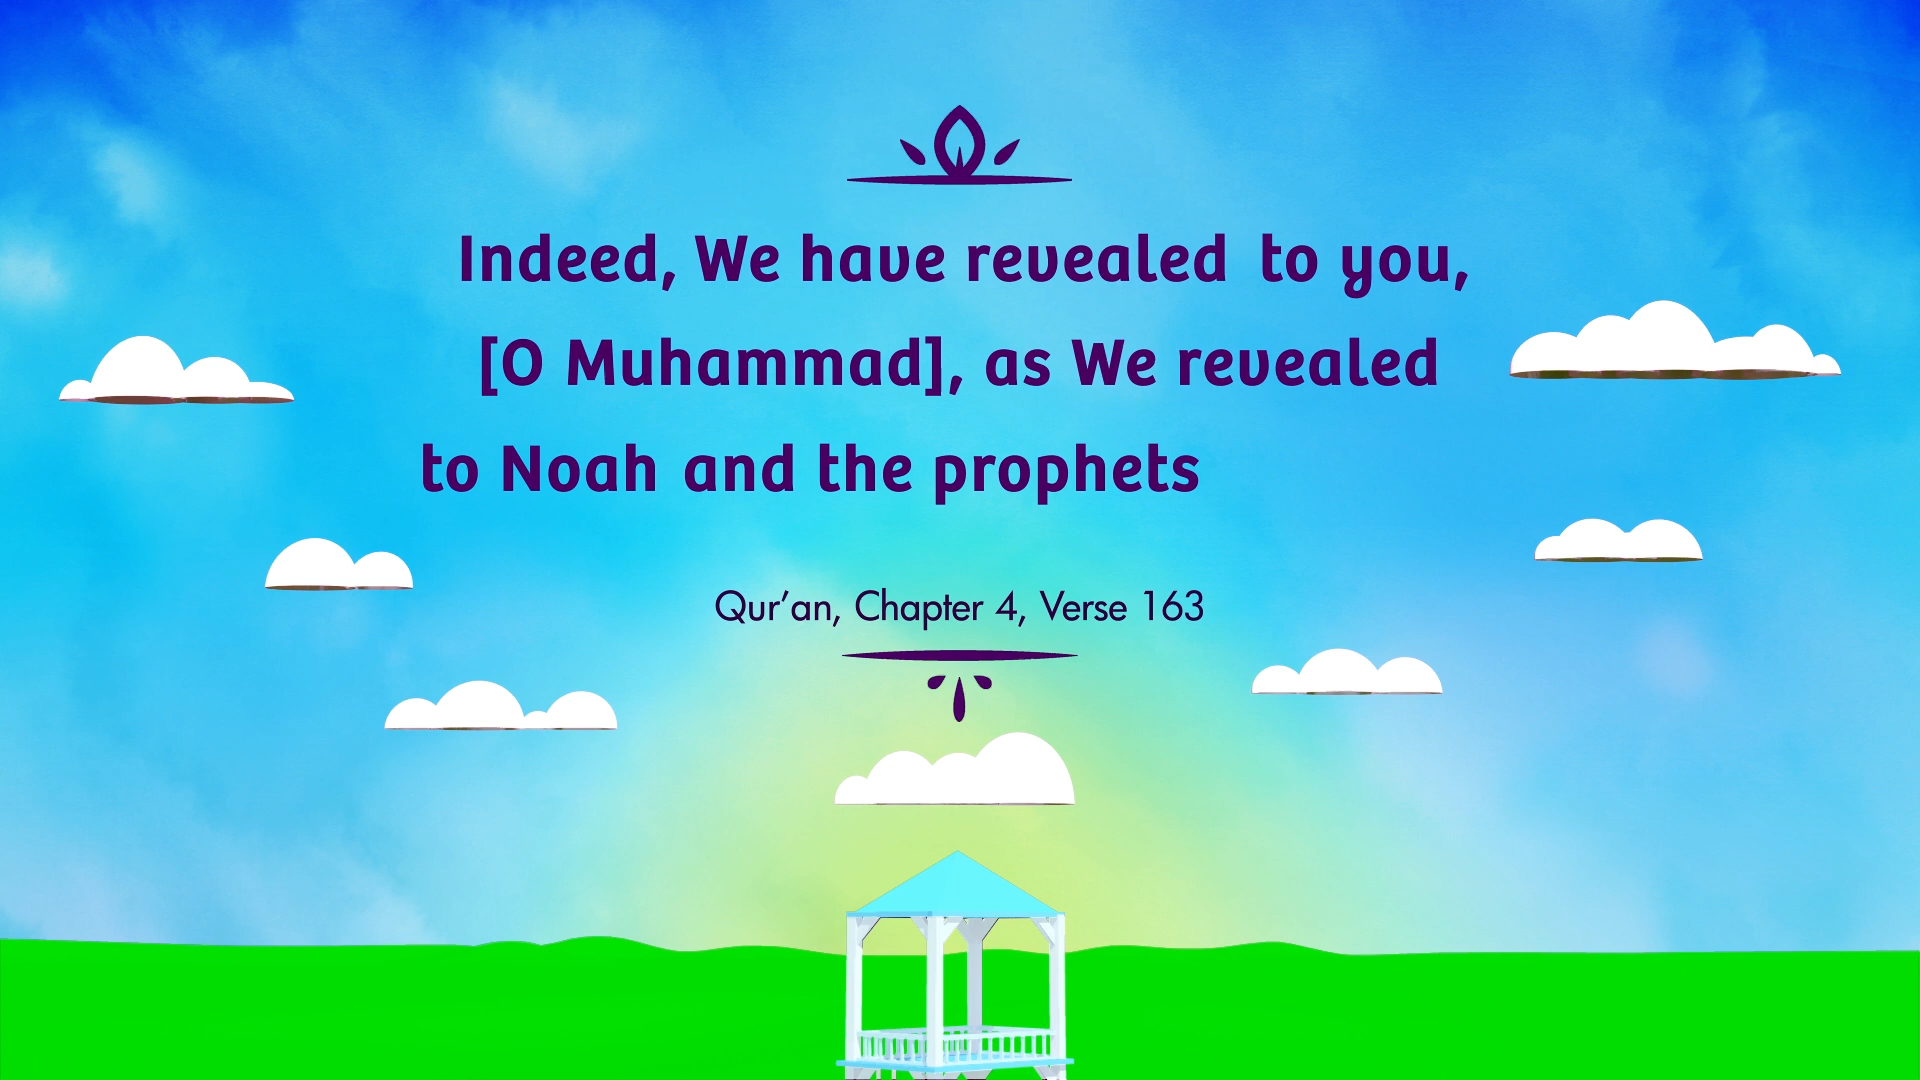 Indeed, We have revealed to you,
[O Muhammad], as We revealed
to Noah and the prophets
Qur’an, Chapter 4, Verse 163